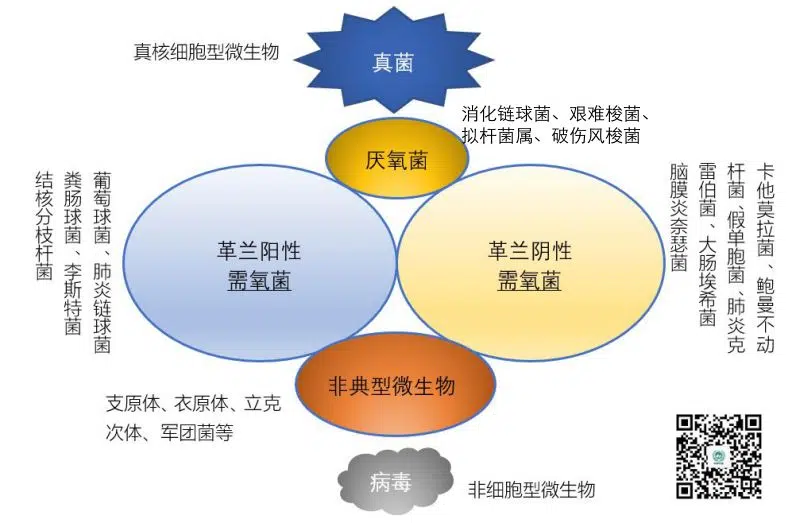 真核细胞型微生物
真菌
消化链球菌、艰难梭菌、
拟杆菌属、破伤风梭菌
厌氧菌
葡萄球菌、肺炎链球菌
粪肠球菌、李斯特菌
结核分枝杆菌
革兰阳性
需氧菌
革兰阴性
需氧菌
卡他莫拉菌、鲍曼不动
杆菌、假单胞菌、肺炎克
雷伯菌、大肠埃希菌
脑膜炎奈瑟菌
非典型微生物
支原体、衣原体、立克
次体、军团菌等
病毒
非细胞型微生物